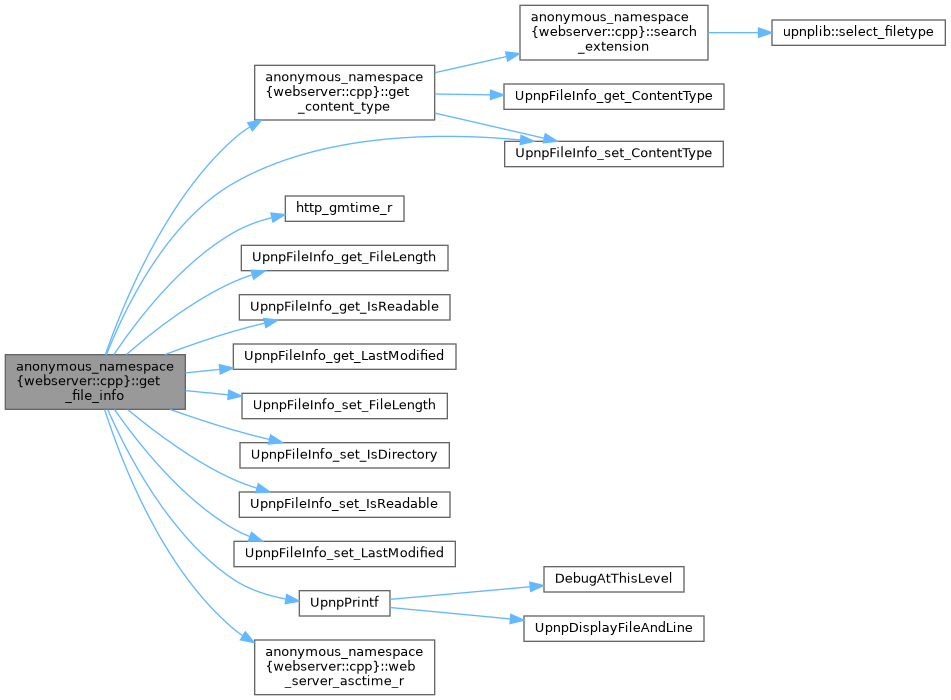 anonymous_namespace
{webserver::cpp}::search
_extension
upnplib::select_filetype
anonymous_namespace
{webserver::cpp}::get
_content_type
UpnpFileInfo_get_ContentType
UpnpFileInfo_set_ContentType
http_gmtime_r
UpnpFileInfo_get_FileLength
UpnpFileInfo_get_IsReadable
UpnpFileInfo_get_LastModified
anonymous_namespace
{webserver::cpp}::get
_file_info
UpnpFileInfo_set_FileLength
UpnpFileInfo_set_IsDirectory
UpnpFileInfo_set_IsReadable
UpnpFileInfo_set_LastModified
UpnpPrintf
DebugAtThisLevel
UpnpDisplayFileAndLine
anonymous_namespace
{webserver::cpp}::web
_server_asctime_r